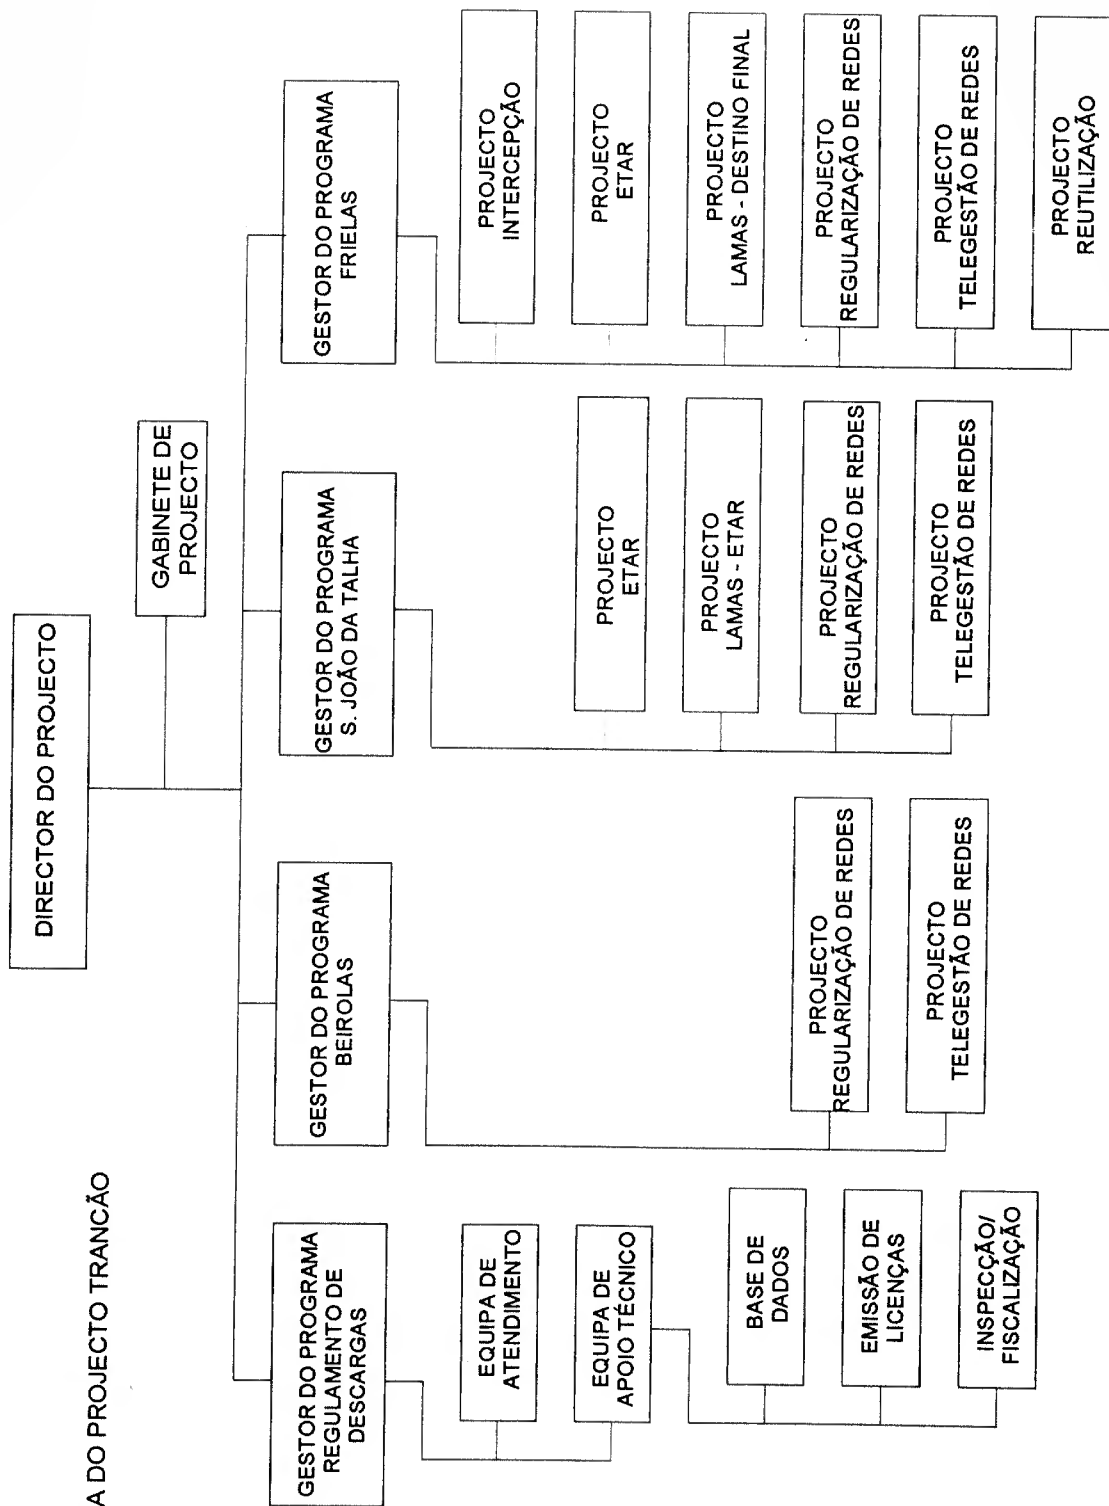 A DO PROJECTO TRANCÃO
DIRECTOR DO PROJECTO
GABINETE DE
PROJECTO
GESTOR DO PROGRAMA
REGULAMENTO DE
DESCARGAS
EQUIPA DE
ATENDIMENTO
EQUIPA DE
APOIO TÉCNICO
BASE DE
DADOS
EMISSÃO DE
LICENÇAS
INSPECÇÃO/
FISCALIZAÇÃO
GESTOR DO PROGRAMA
BEIROLAS
PROJECTO
REGULARIZAÇÃO DE REDES
PROJECTO
TELEGESTÃO DE REDES
GESTOR DO PROGRAMA
S. JOÃO DA TALHA
PROJECTO
ETAR
PROJECTO
LAMAS - ETAR
PROJECTO
REGULARIZAÇÃO DE REDES
PROJECTO
TELEGESTÃO DE REDES
GESTOR DO PROGRAMA
FRIELAS
PROJECTO
INTERCEPÇÃO
PROJECTO
ETAR
PROJECTO
LAMAS - DESTINO FINAL
PROJECTO
REGULARIZAÇÃO DE REDES
PROJECTO
TELEGESTÃO DE REDES
PROJECTO
REUTILIZAÇÃO